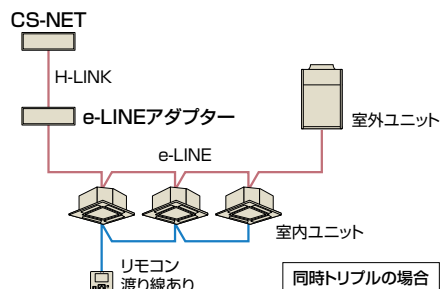 CS-NET
H-LINK
e-LINEアダプター
室外ユニット
e-LINE
室内ユニット
リモコン
渡り線あり
同時トリプルの場合